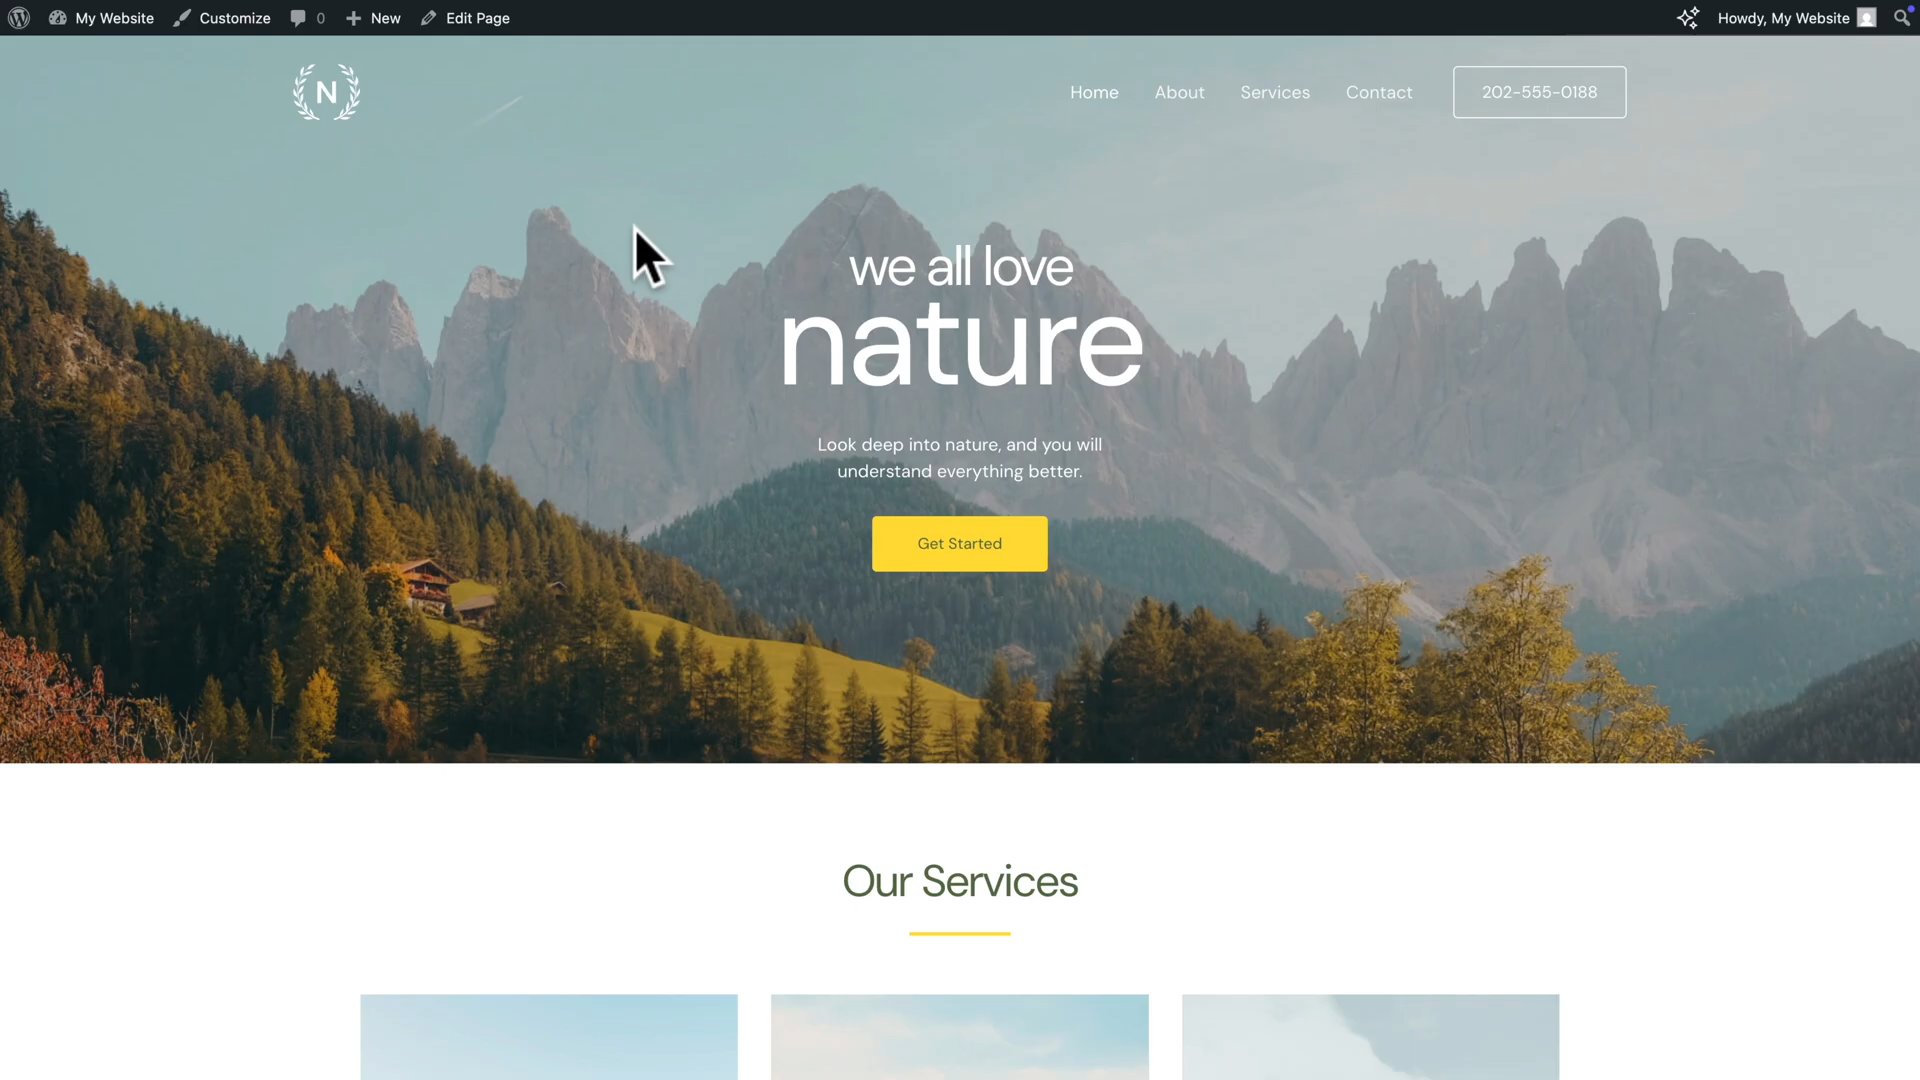 My Website
Customize
0
New
Edit Page
Howdy, My Website
N
Home
About
Services
Contact
202-555-0188
we all love
nature
Look deep into nature, and you will
understand everything better.
Get Started
Our Services